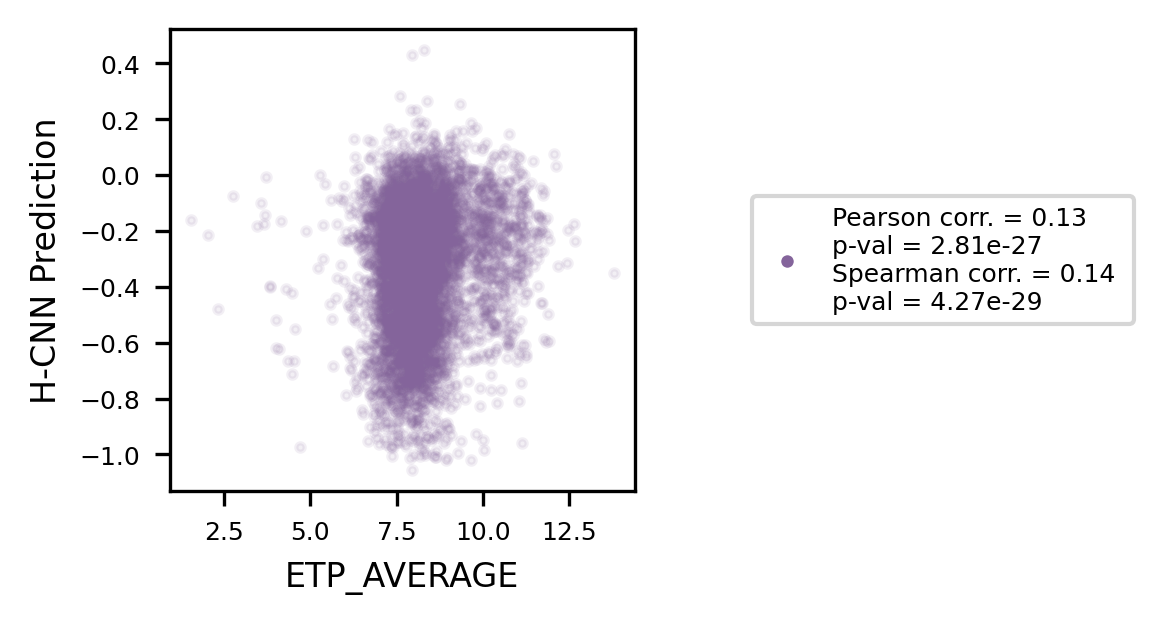 0.4
0.2
0.0
−0.2
−0.4
−0.6
−0.8
−1.0
H-CNN Prediction
2.5 5.0 7.5 10.0 12.5
ETP_AVERAGE
Pearson corr. = 0.13
p-val = 2.81e-27
Spearman corr. = 0.14
p-val = 4.27e-29